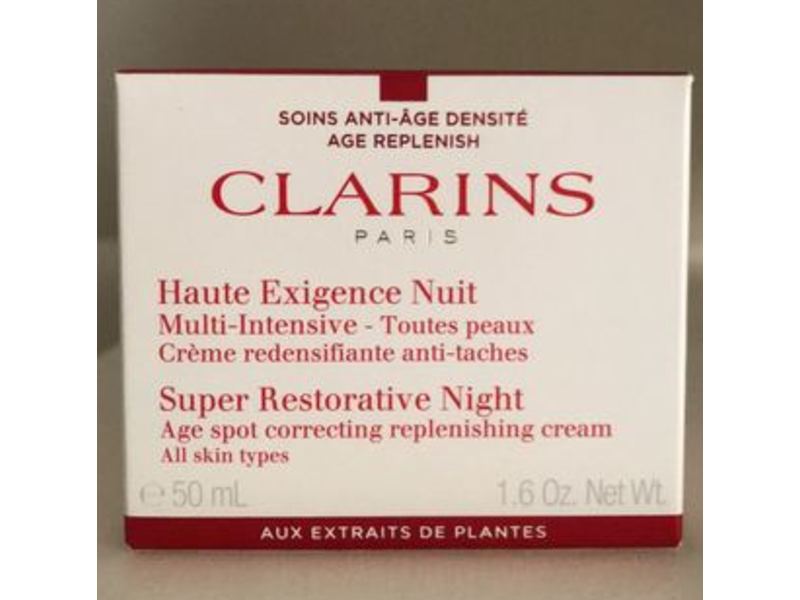 SOINS ANTI-ÂGE DENSITÉ
AGE REPLENISH
CLARINS
PARIS
Haute Exigence Nuit
Multi-Intensive - Toutes peaux
Crème redensifiante anti-taches
Super Restorative Night
Age spot correcting replenishing cream
All skin types
℮ 50 mL 1.6 Oz. Net Wt.
AUX EXTRAITS DE PLANTES